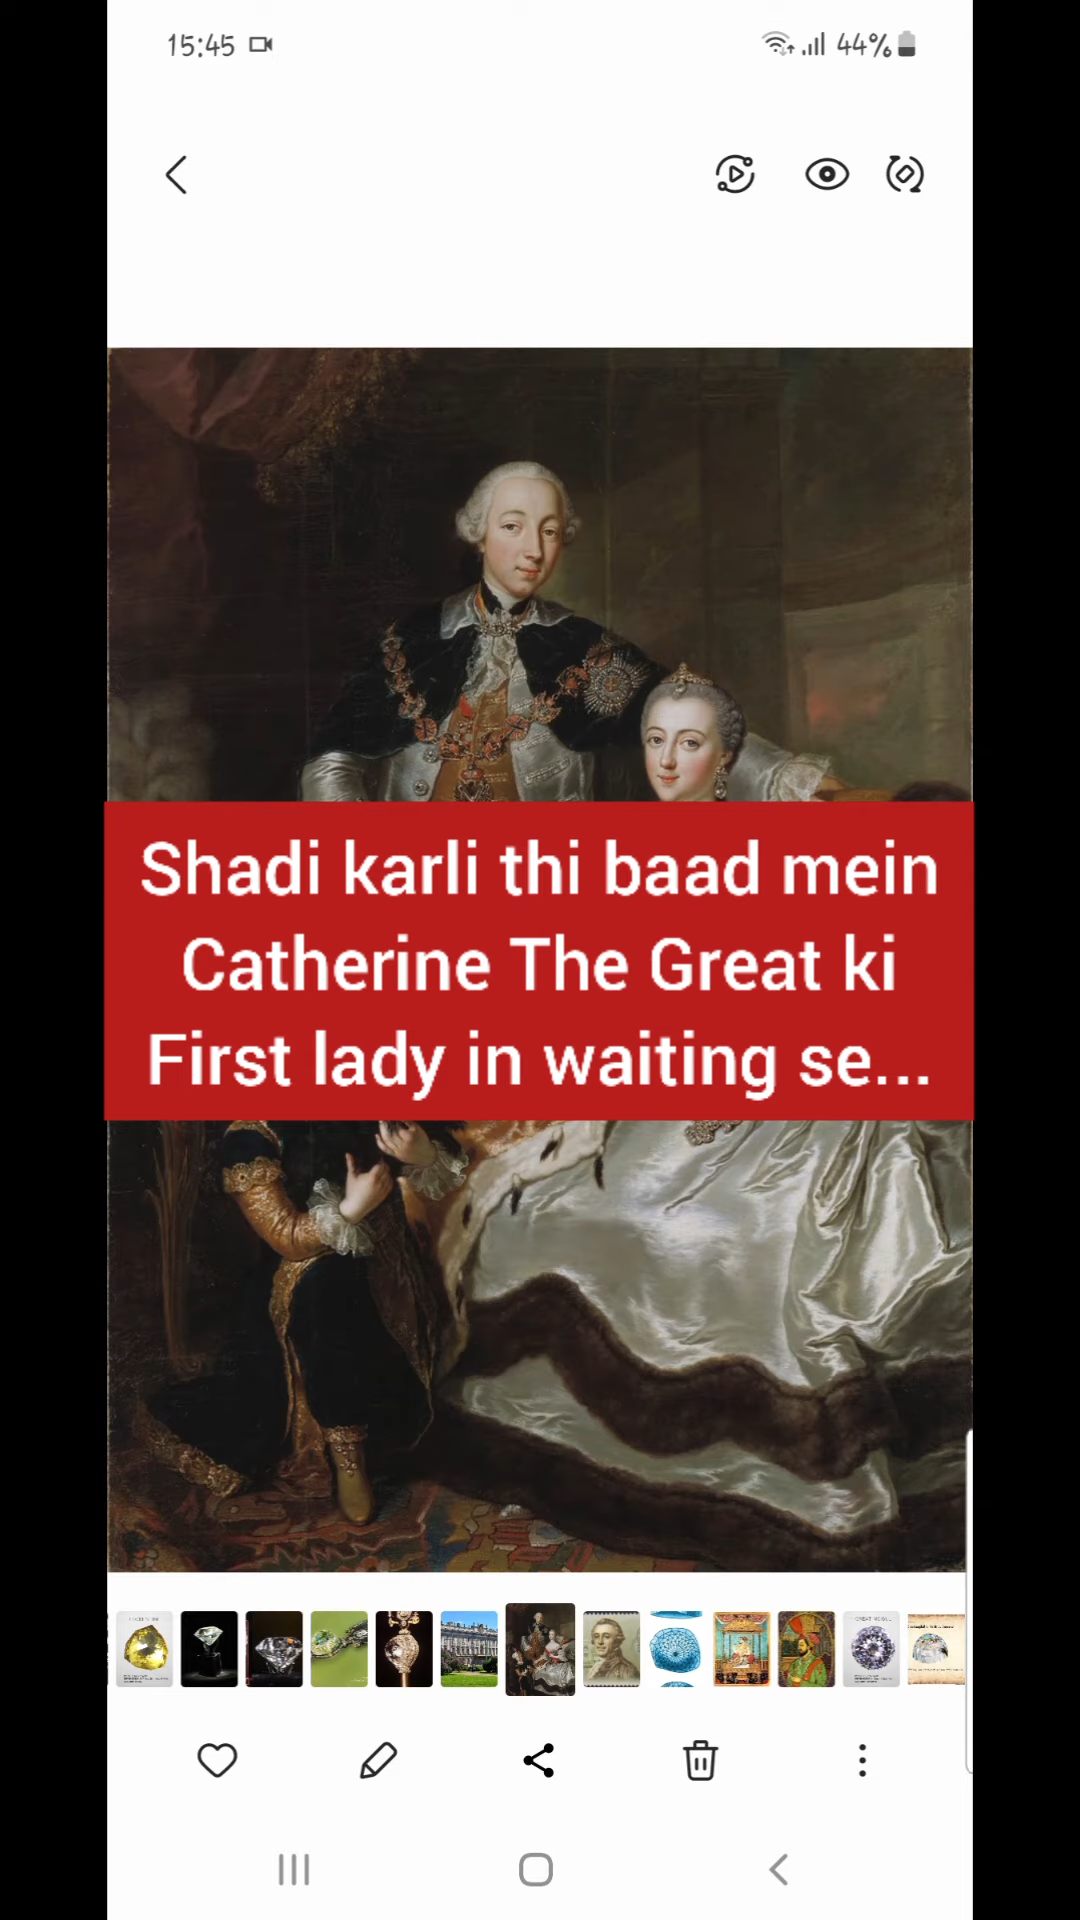 15:45
44%
Shadi karli thi baad mein
Catherine The Great ki
First lady in waiting se...